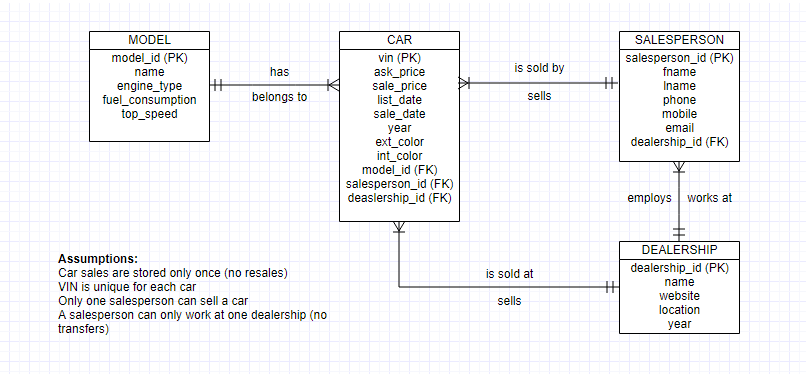 MODEL
model_id (PK)
name
engine_type
fuel_consumption
top_speed
has
belongs to
CAR
vin (PK)
ask_price
sale_price
list_date
sale_date
year
ext_color
int_color
model_id (FK)
salesperson_id (FK)
deaslership_id (FK)
is sold by
sells
SALESPERSON
salesperson_id (PK)
fname
lname
phone
mobile
email
dealership_id (FK)
employs works at
DEALERSHIP
dealership_id (PK)
name
website
location
year
is sold at
sells
Assumptions:
Car sales are stored only once (no resales)
VIN is unique for each car
Only one salesperson can sell a car
A salesperson can only work at one dealership (no
transfers)